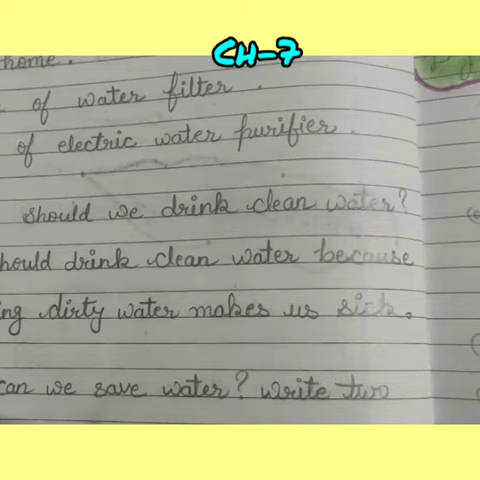 CH-7
home.
of water filter.
of electric water purifier.
should we drink clean water?
hould drink clean water because
ing dirty water makes us sick.
can we save water? write two